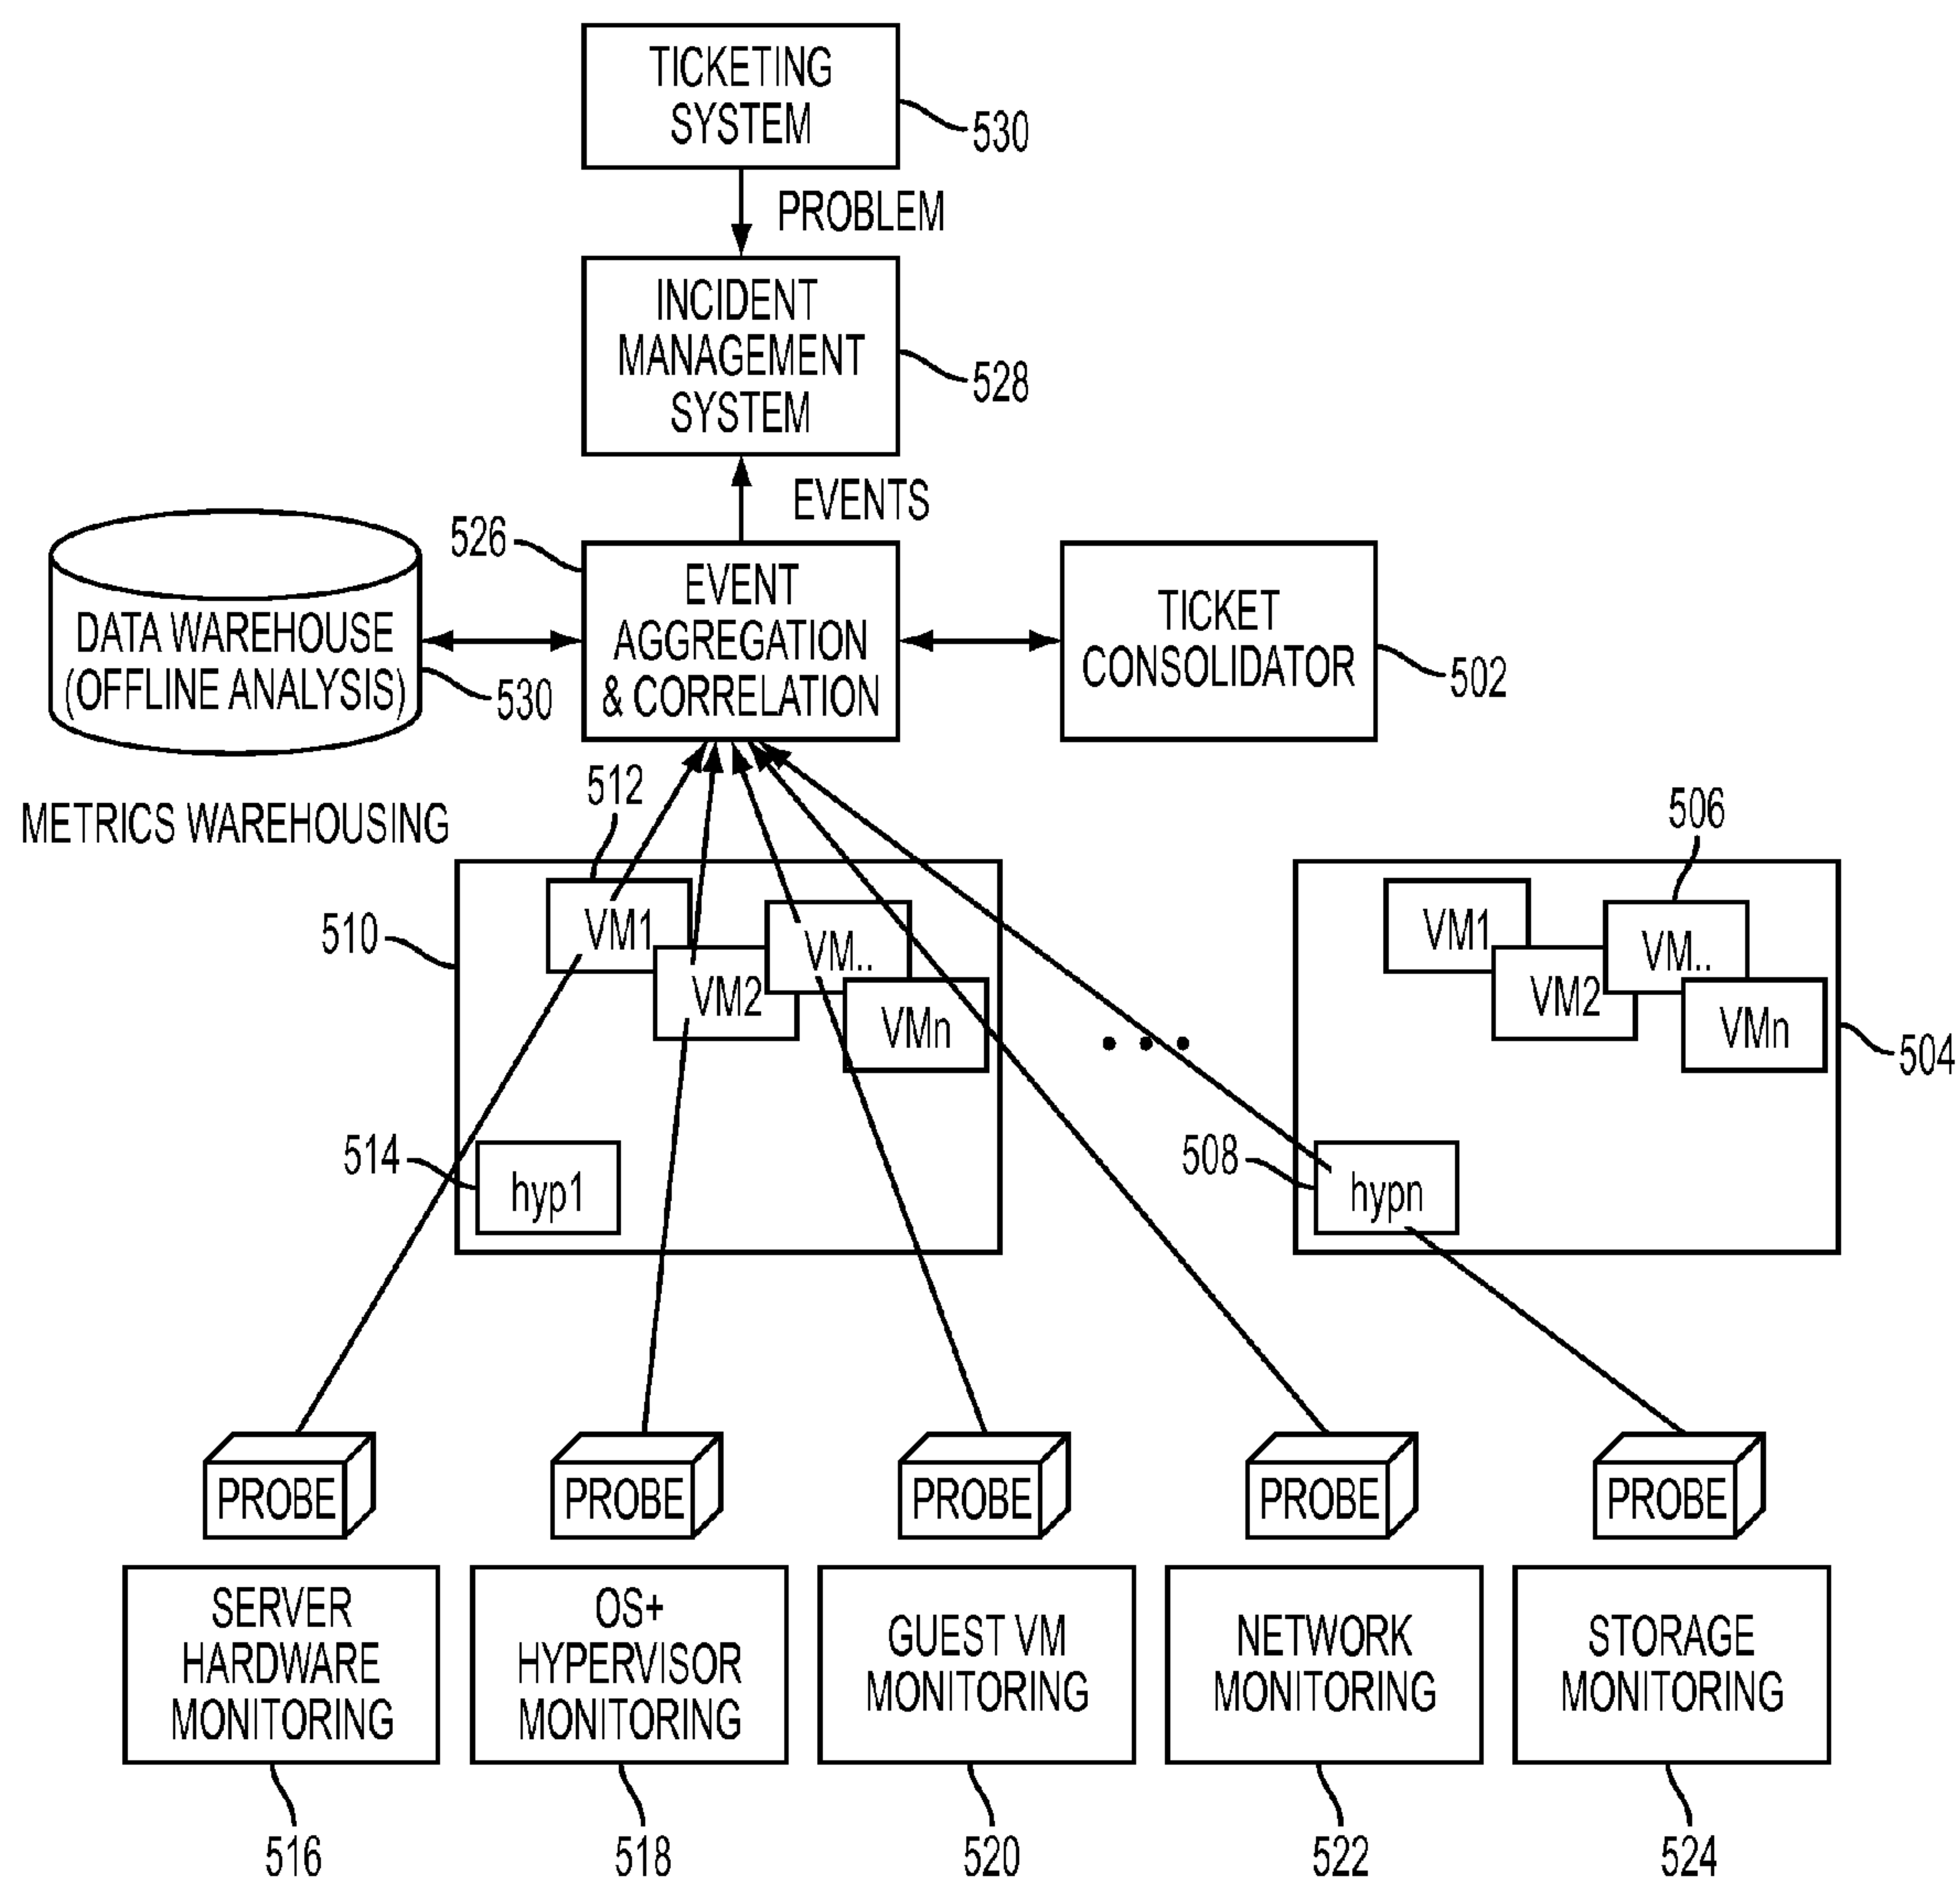 TICKETING
SYSTEM
530
PROBLEM
INCIDENT
MANAGEMENT
SYSTEM
528
EVENTS
526
EVENT
AGGREGATION
& CORRELATION
DATA WAREHOUSE
(OFFLINE ANALYSIS)
530
TICKET
CONSOLIDATOR
502
METRICS WAREHOUSING
512
506
510
VM1
VM2
VM..
VMn
VM1
VM2
VM..
VMn
504
514
hyp1
508
hypn
PROBE
PROBE
PROBE
PROBE
PROBE
SERVER
HARDWARE
MONITORING
OS+
HYPERVISOR
MONITORING
GUEST VM
MONITORING
NETWORK
MONITORING
STORAGE
MONITORING
516
518
520
522
524